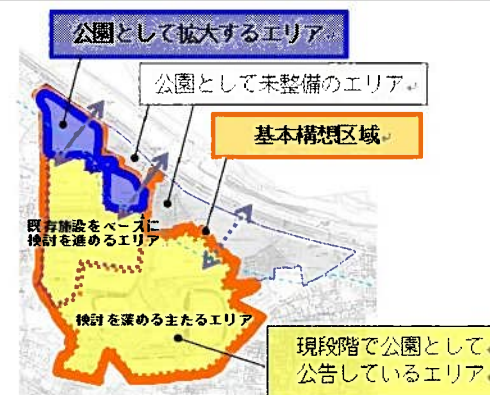 公園として拡大するエリア
公園として未整備のエリア
基本構想区域
既存施設をベースに
検討を進めるエリア
検討を深める主たるエリア
現段階で公園として
公告しているエリア